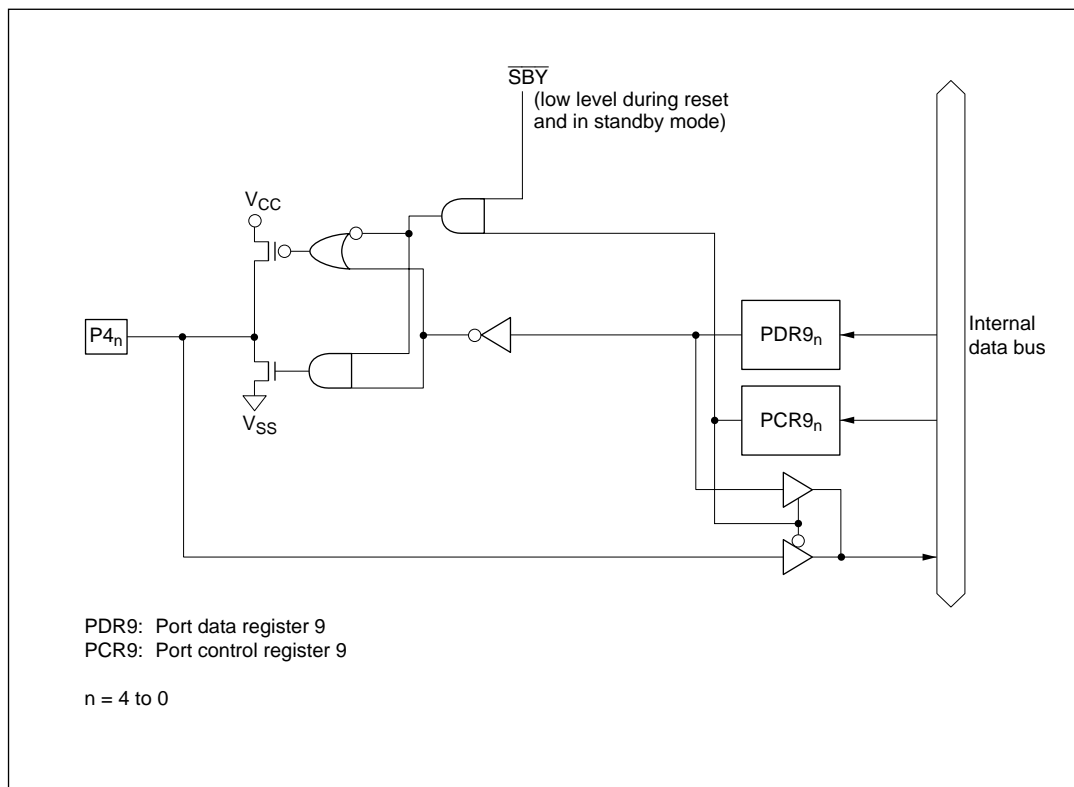 SBY
(low level during reset
and in standby mode)
VCC
P4n
PDR9n
Internal
data bus
PCR9n
VSS
PDR9: Port data register 9
PCR9: Port control register 9
n = 4 to 0